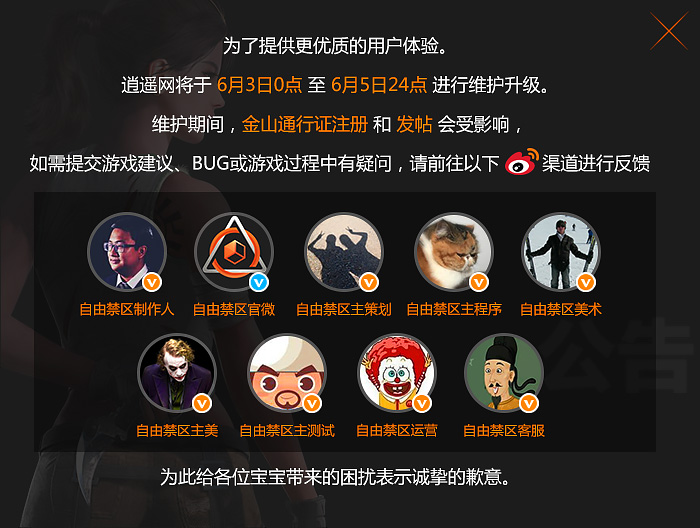 为了提供更优质的用户体验。
逍遥网将于 6月3日0点 至 6月5日24点 进行维护升级。
维护期间，金山通行证注册 和 发帖 会受影响，
如需提交游戏建议、BUG或游戏过程中有疑问，请前往以下 渠道进行反馈
自由禁区制作人 自由禁区官微 自由禁区主策划 自由禁区主程序 自由禁区美术
公告
自由禁区主美 自由禁区主测试 自由禁区运营 自由禁区客服
为此给各位宝宝带来的困扰表示诚挚的歉意。